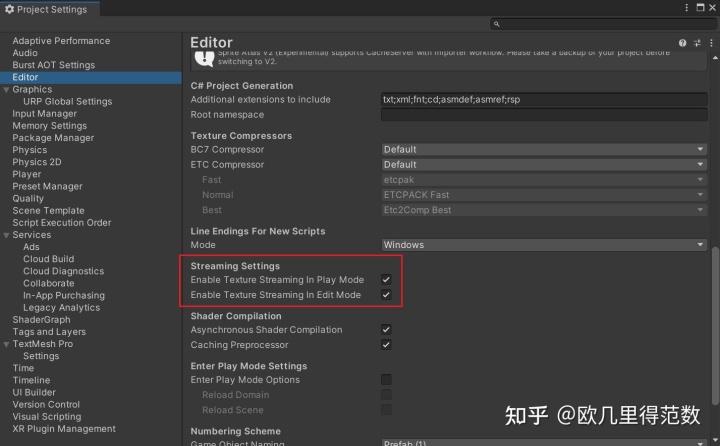 Project Settings
Adaptive Performance
Audio
Burst AOT Settings
Editor
Graphics
URP Global Settings
Input Manager
Memory Settings
Package Manager
Physics
Physics 2D
Player
Preset Manager
Quality
Scene Template
Script Execution Order
Services
Ads
Cloud Build
Cloud Diagnostics
Collaborate
In-App Purchasing
Legacy Analytics
ShaderGraph
Tags and Layers
TextMesh Pro
Settings
Time
Timeline
UI Builder
Version Control
Visual Scripting
XR Plugin Management
Editor
Sprite Atlas V2 (Experimental) supports CacheServer with Importer workflow. Please take a backup of your project before
switching to V2.
C# Project Generation
Additional extensions to include txt;xml;fnt;cd;asmdef;asmref;rsp
Root namespace
Texture Compressors
BC7 Compressor Default
ETC Compressor Default
Fast etcpak
Normal ETCPACK Fast
Best Etc2Comp Best
Line Endings For New Scripts
Mode Windows
Streaming Settings
Enable Texture Streaming In Play Mode
Enable Texture Streaming In Edit Mode
Shader Compilation
Asynchronous Shader Compilation
Caching Preprocessor
Enter Play Mode Settings
Enter Play Mode Options
Reload Domain
Reload Scene
Numbering Scheme
Game Object Naming Prefab (1)
知乎 @欧几里得范数